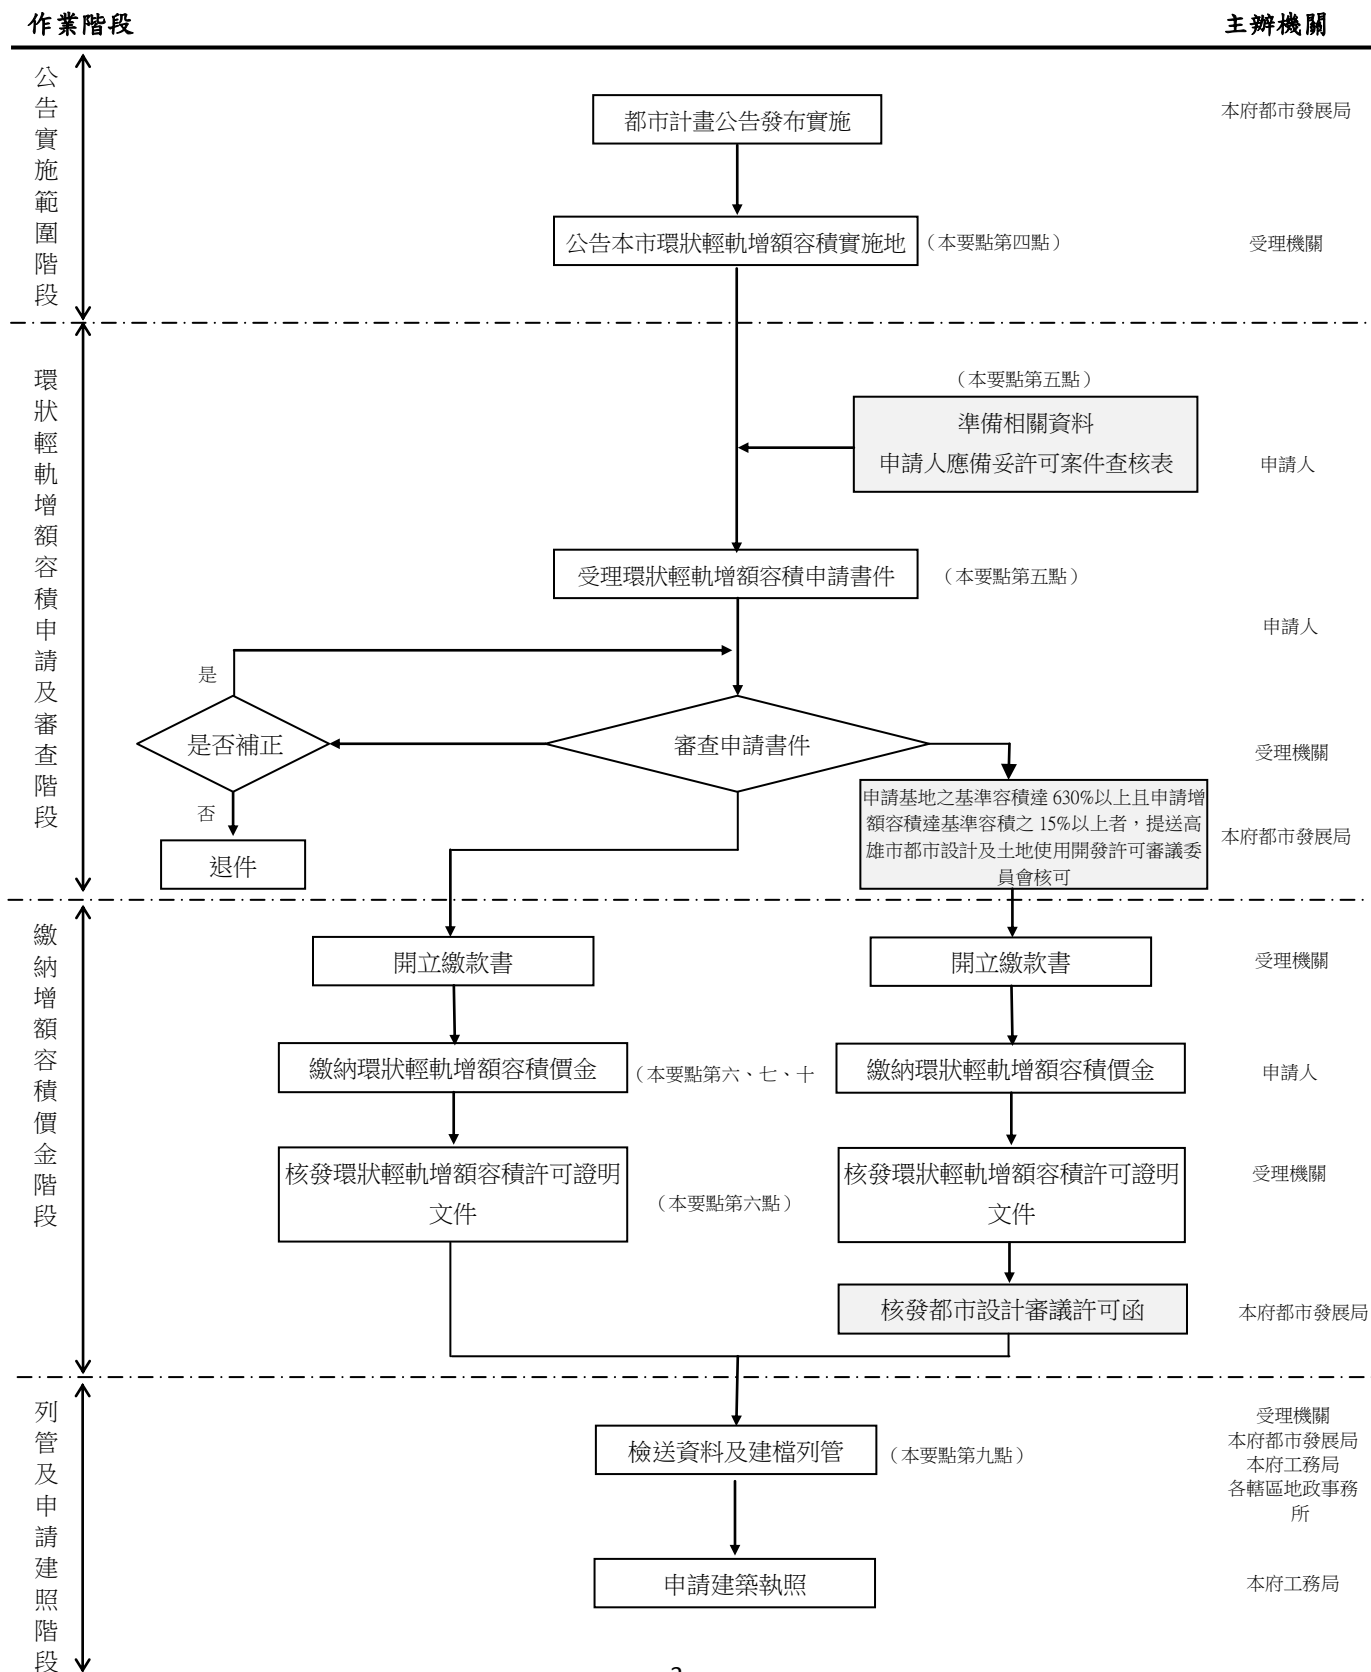 作業階段
主辦機關
公告實施範圍階段
都市計畫公告發布實施
本府都市發展局
公告本市環狀輕軌增額容積實施地
（本要點第四點）
受理機關
環狀輕軌增額容積申請及審查階段
（本要點第五點）
準備相關資料
申請人應備妥許可案件查核表
申請人
受理環狀輕軌增額容積申請書件
（本要點第五點）
申請人
是
是否補正
審查申請書件
受理機關
否
退件
申請基地之基準容積達 630%以上且申請增
額容積達基準容積之 15%以上者，提送高
雄市都市設計及土地使用開發許可審議委
員會核可
本府都市發展局
繳納增額容積價金階段
開立繳款書
開立繳款書
受理機關
繳納環狀輕軌增額容積價金
（本要點第六、七、十
繳納環狀輕軌增額容積價金
申請人
核發環狀輕軌增額容積許可證明
文件
（本要點第六點）
核發環狀輕軌增額容積許可證明
文件
受理機關
核發都市設計審議許可函
本府都市發展局
列管及申請建照階段
檢送資料及建檔列管
（本要點第九點）
受理機關
本府都市發展局
本府工務局
各轄區地政事務
所
申請建築執照
本府工務局